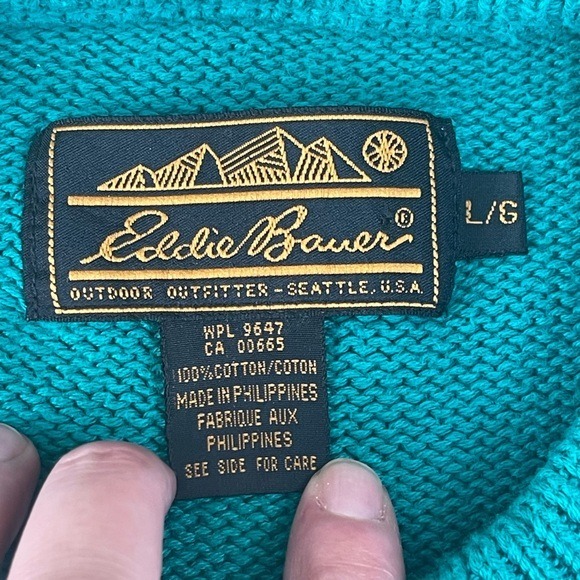 Eddie Bauer®
OUTDOOR OUTFITTER - SEATTLE, U.S.A.
L/G
WPL 9647
CA 00665
100% COTTON/COTON
MADE IN PHILIPPINES
FABRIQUE AUX
PHILIPPINES
SEE SIDE FOR CARE